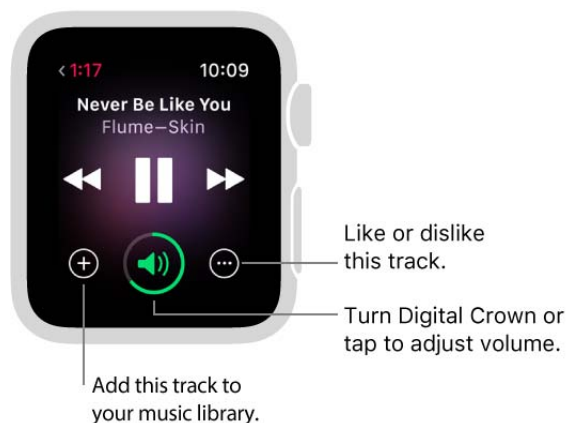 <1:17 10:09
Never Be Like You
Flume—Skin
Like or dislike
this track.
Turn Digital Crown or
tap to adjust volume.
Add this track to
your music library.